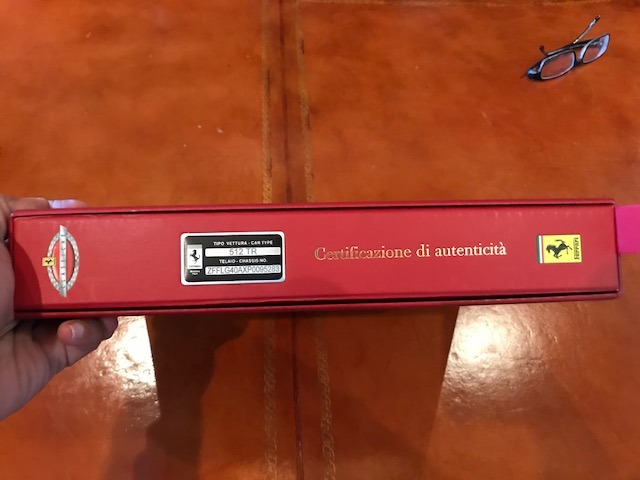 TIPO VETTURA - CAR TYPE
512 TR
TELAIO - CHASSIS NO.
ZFFLG40AXP0095283
Certificazione di autenticità
Ferrari